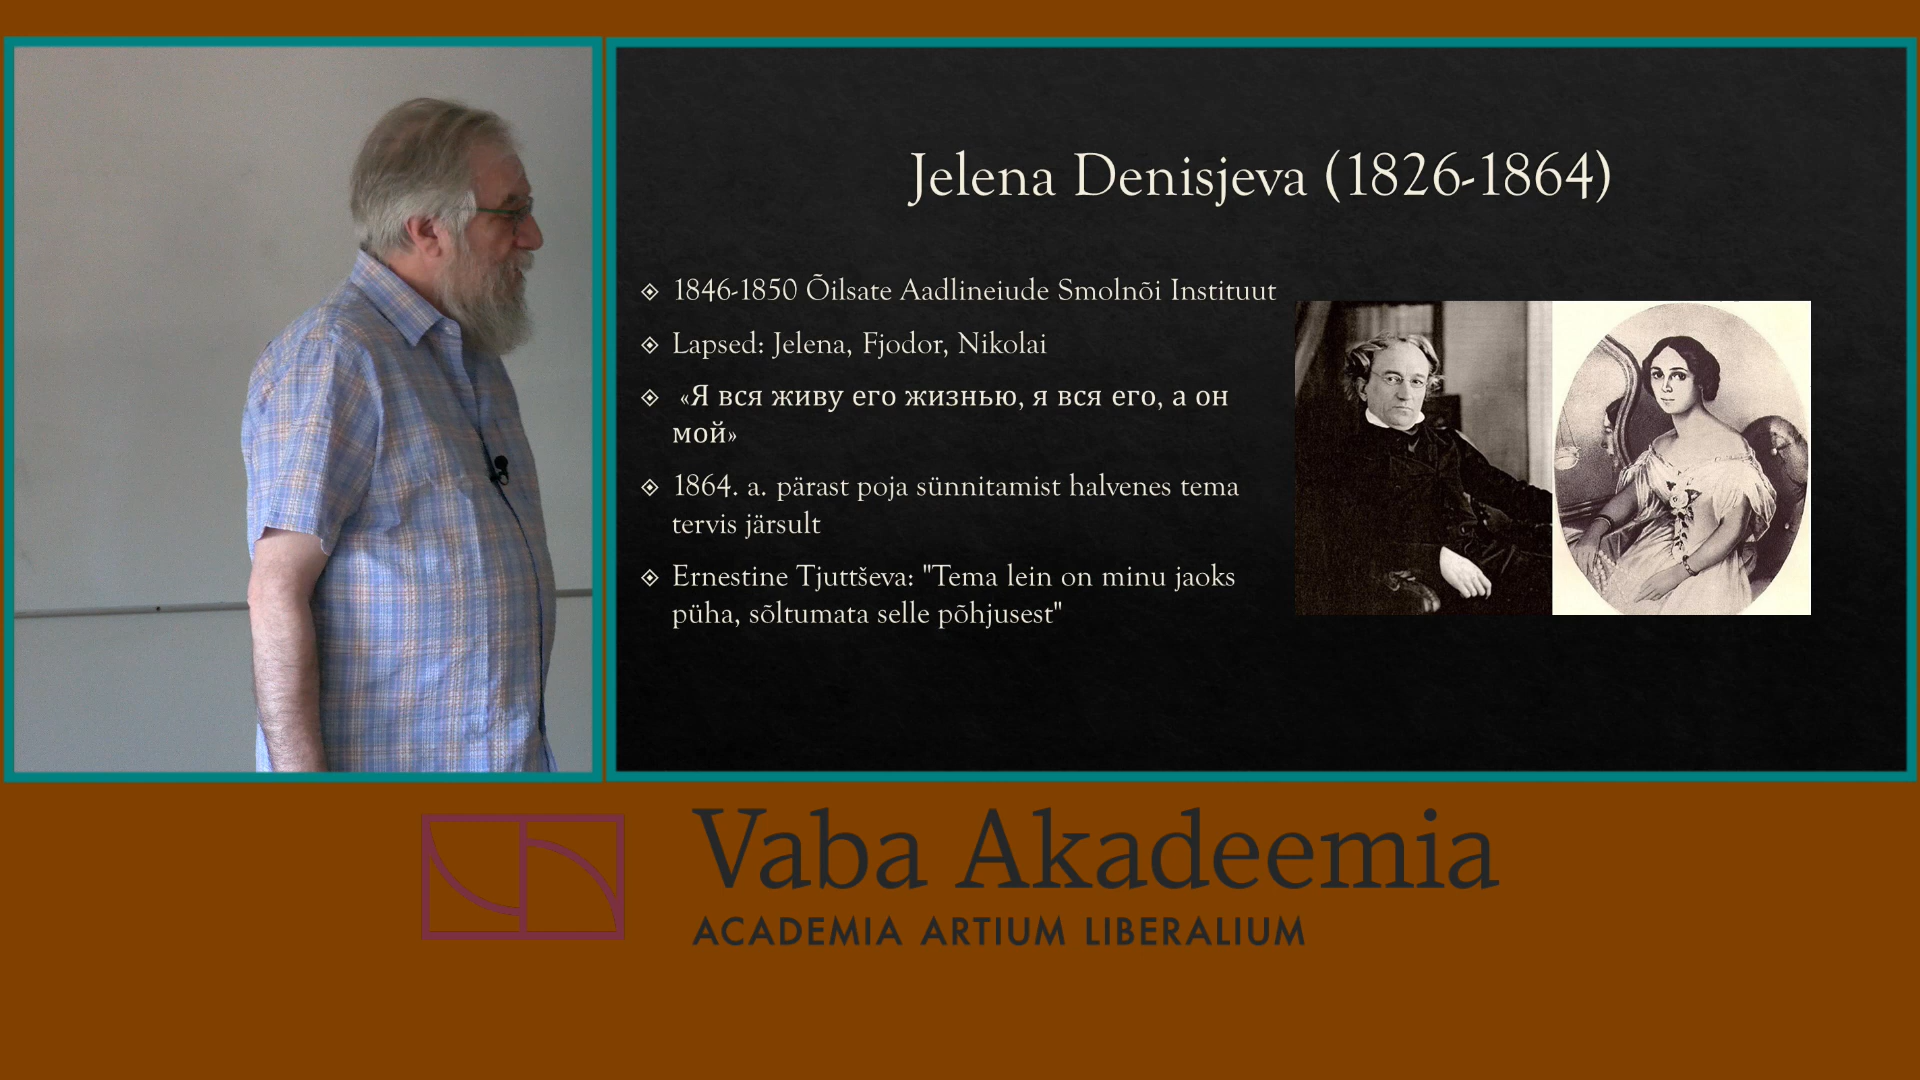 Jelena Denisjeva (1826-1864)
1846-1850 Õilsate Aadlineiude Smolnõi Instituut
Lapsed: Jelena, Fjodor, Nikolai
«Я вся живу его жизнью, я вся его, а он
мой»
1864. a. pärast poja sünnitamist halvenes tema
tervis järsult
Ernestine Tjuttševa: "Tema lein on minu jaoks
püha, sõltumata selle põhjusest"
Vaba Akadeemia
ACADEMIA ARTIUM LIBERALIUM